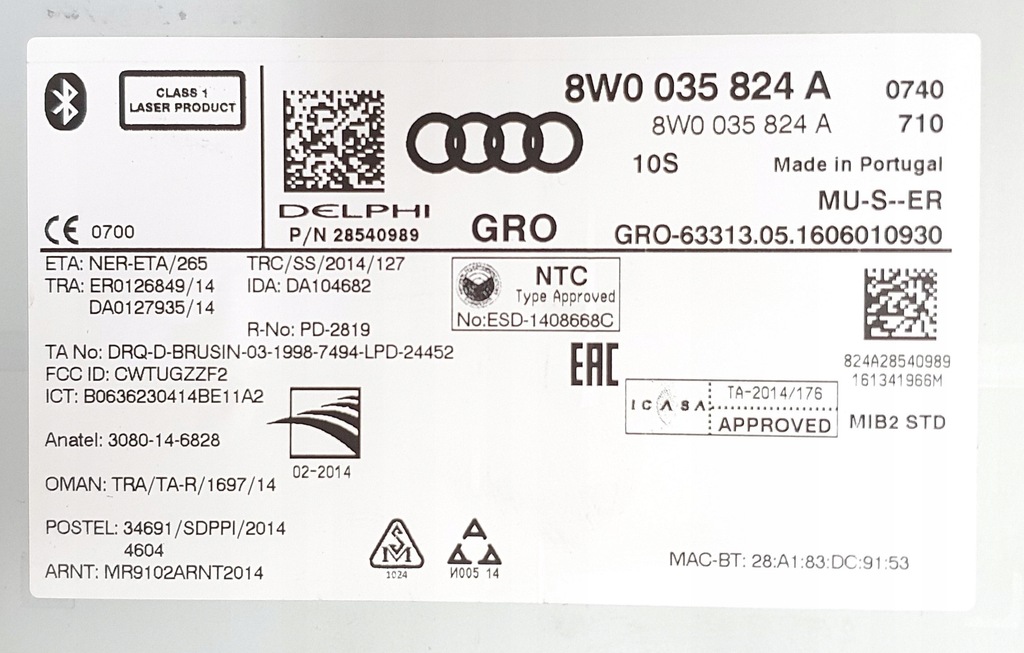 CLASS 1
LASER PRODUCT
CE 0700
DELPHI
P/N 28540989
8W0 035 824 A 0740
8W0 035 824 A 710
10S Made in Portugal
MU-S--ER
GRO GRO-63313.05.1606010930
ETA: NER-ETA/265 TRC/SS/2014/127
TRA: ER0126849/14 IDA: DA104682
DA0127935/14
R-No: PD-2819
NTC
Type Approved
No:ESD-1408668C
TA No: DRQ-D-BRUSIN-03-1998-7494-LPD-24452
FCC ID: CWTUGZZF2
ICT: B0636230414BE11A2
EAC
824A28540989
161341966M
ICASA TA-2014/176
APPROVED
MIB2 STD
Anatel: 3080-14-6828
02-2014
OMAN: TRA/TA-R/1697/14
POSTEL: 34691/SDPPI/2014
4604
ARNT: MR9102ARNT2014
S
M
1024
И005 14
MAC-BT: 28:A1:83:DC:91:53